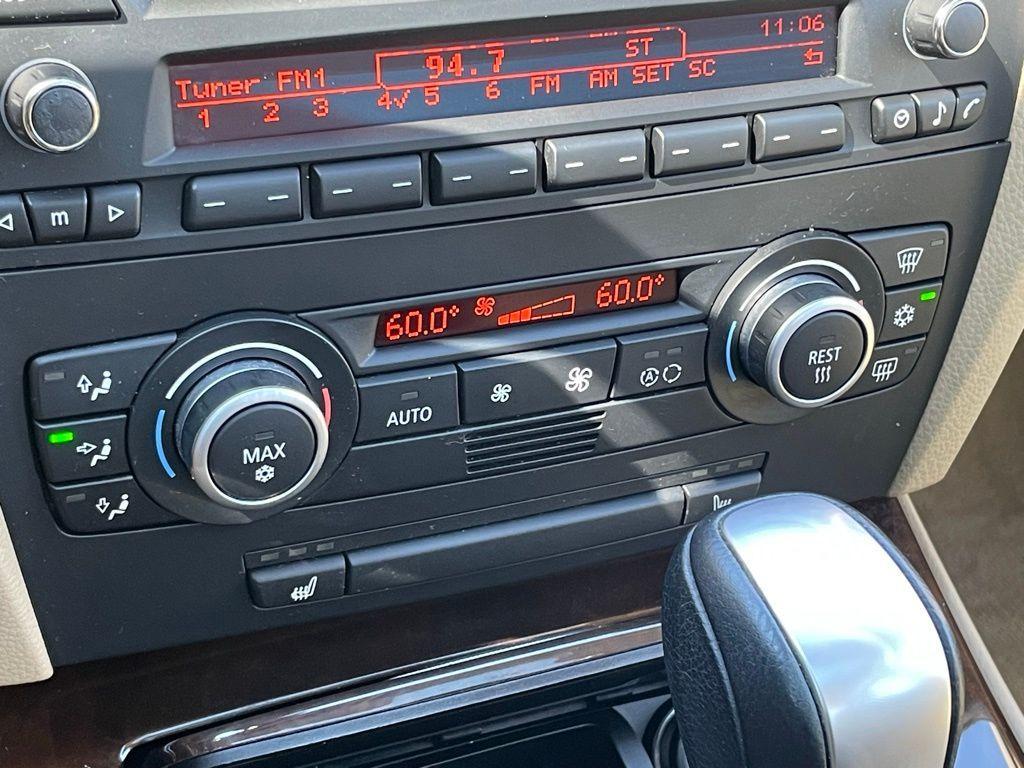 94.7 ST 11:06
Tuner FM1
1 2 3 4√ 5 6 FM AM SET SC
m
60.0° 60.0°
REST
AUTO
A
MAX